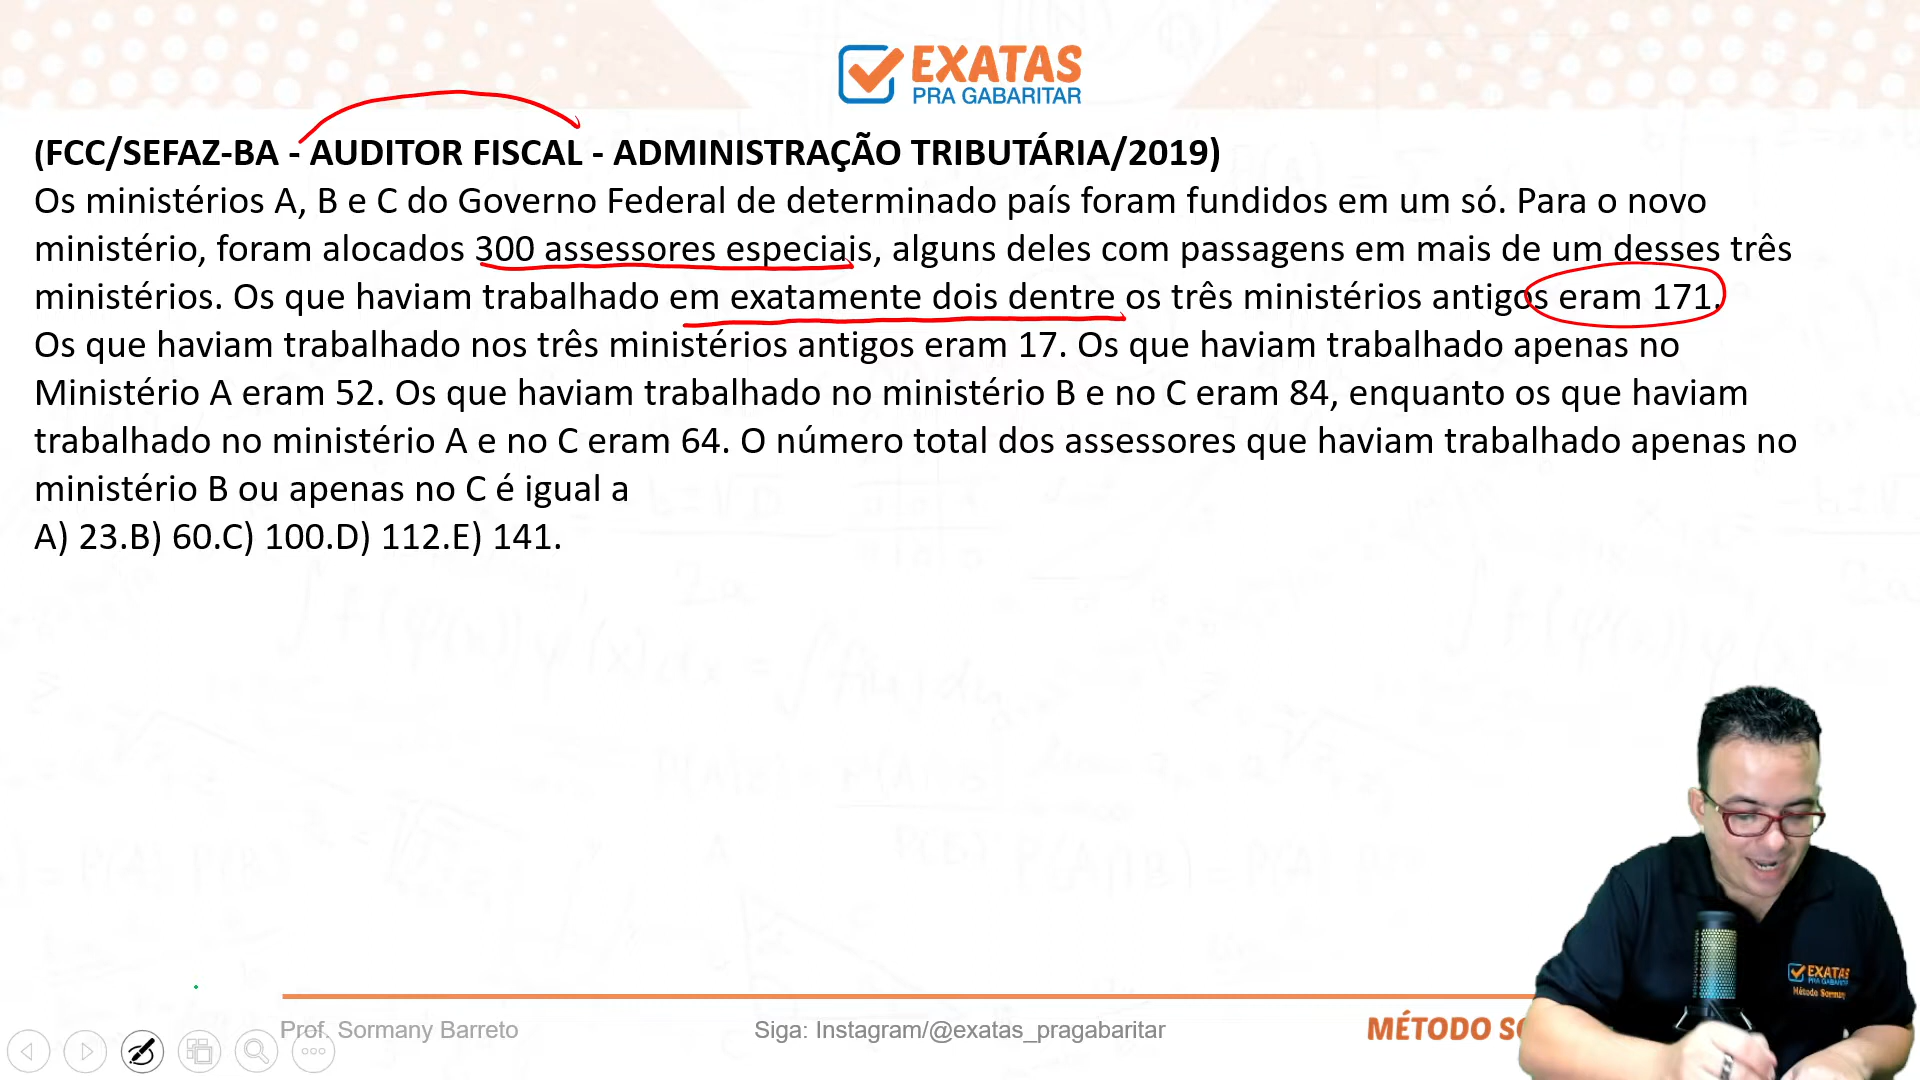 EXATAS
PRA GABARITAR
(FCC/SEFAZ-BA - AUDITOR FISCAL - ADMINISTRAÇÃO TRIBUTÁRIA/2019)
Os ministérios A, B e C do Governo Federal de determinado país foram fundidos em um só. Para o novo
ministério, foram alocados 300 assessores especiais, alguns deles com passagens em mais de um desses três
ministérios. Os que haviam trabalhado em exatamente dois dentre os três ministérios antigos eram 171.
Os que haviam trabalhado nos três ministérios antigos eram 17. Os que haviam trabalhado apenas no
Ministério A eram 52. Os que haviam trabalhado no ministério B e no C eram 84, enquanto os que haviam
trabalhado no ministério A e no C eram 64. O número total dos assessores que haviam trabalhado apenas no
ministério B ou apenas no C é igual a
A) 23.B) 60.C) 100.D) 112.E) 141.
EXATAS
PRA GABARITAR
Método Sormany
Prof. Sormany Barreto
Siga: Instagram/@exatas_pragabaritar
MÉTODO